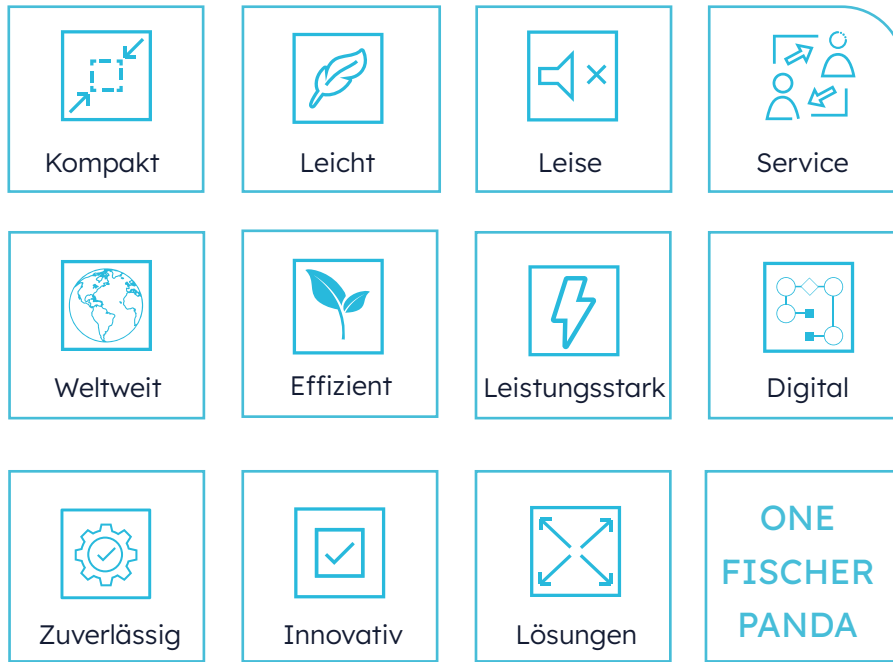 Kompakt
Leicht
Leise
Service
Weltweit
Effizient
Leistungsstark
Digital
Zuverlässig
Innovativ
Lösungen
ONE
FISCHER
PANDA